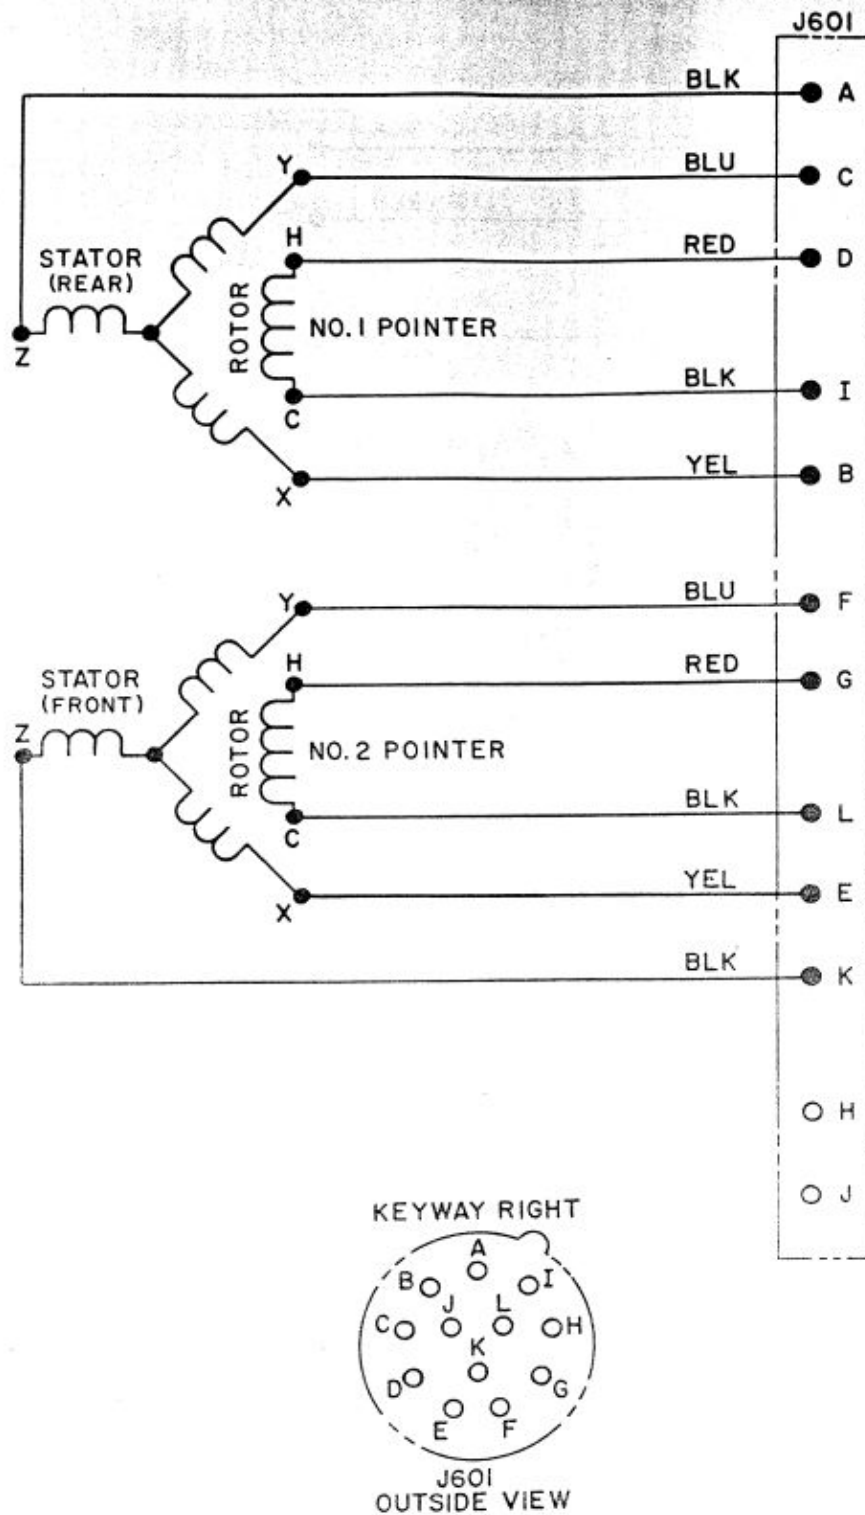 J601
BLK A
Y BLU C
H RED D
STATOR
(REAR)
ROTOR
NO. 1 POINTER
Z
BLK I
C
YEL B
X
Y BLU F
H RED G
STATOR
(FRONT)
ROTOR
NO. 2 POINTER
Z
BLK L
C
YEL E
X
BLK K
H
J
KEYWAY RIGHT
A
B I
J L
C H
K
D G
E F
J601
OUTSIDE VIEW